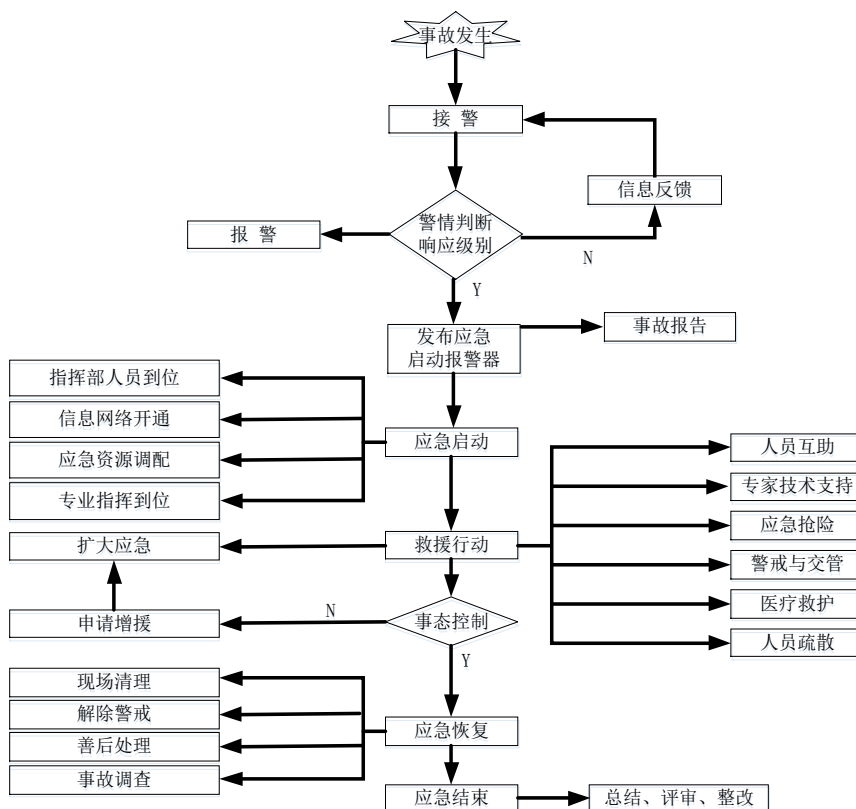 事故发生
接 警
信息反馈
警情判断
响应级别
报 警
N
Y
事故报告
发布应急
启动报警器
指挥部人员到位
信息网络开通
应急启动
人员互助
应急资源调配
专家技术支持
专业指挥到位
应急抢险
扩大应急
救援行动
警戒与交管
医疗救护
N
申请增援
事态控制
人员疏散
Y
现场清理
解除警戒
应急恢复
善后处理
事故调查
应急结束
总结、评审、整改